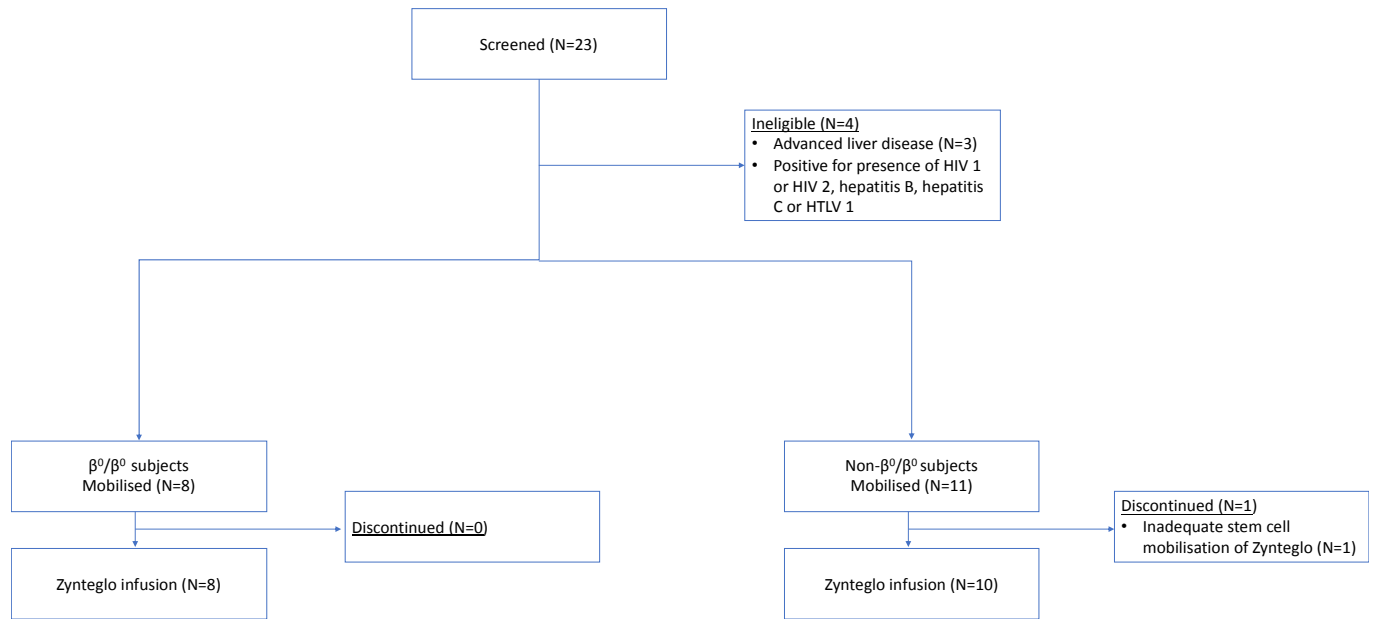 Screened (N=23)
Ineligible (N=4)
• Advanced liver disease (N=3)
• Positive for presence of HIV 1
or HIV 2, hepatitis B, hepatitis
C or HTLV 1
β⁰/β⁰ subjects
Mobilised (N=8)
Discontinued (N=0)
Zynteglo infusion (N=8)
Non-β⁰/β⁰ subjects
Mobilised (N=11)
Discontinued (N=1)
• Inadequate stem cell
mobilisation of Zynteglo (N=1)
Zynteglo infusion (N=10)